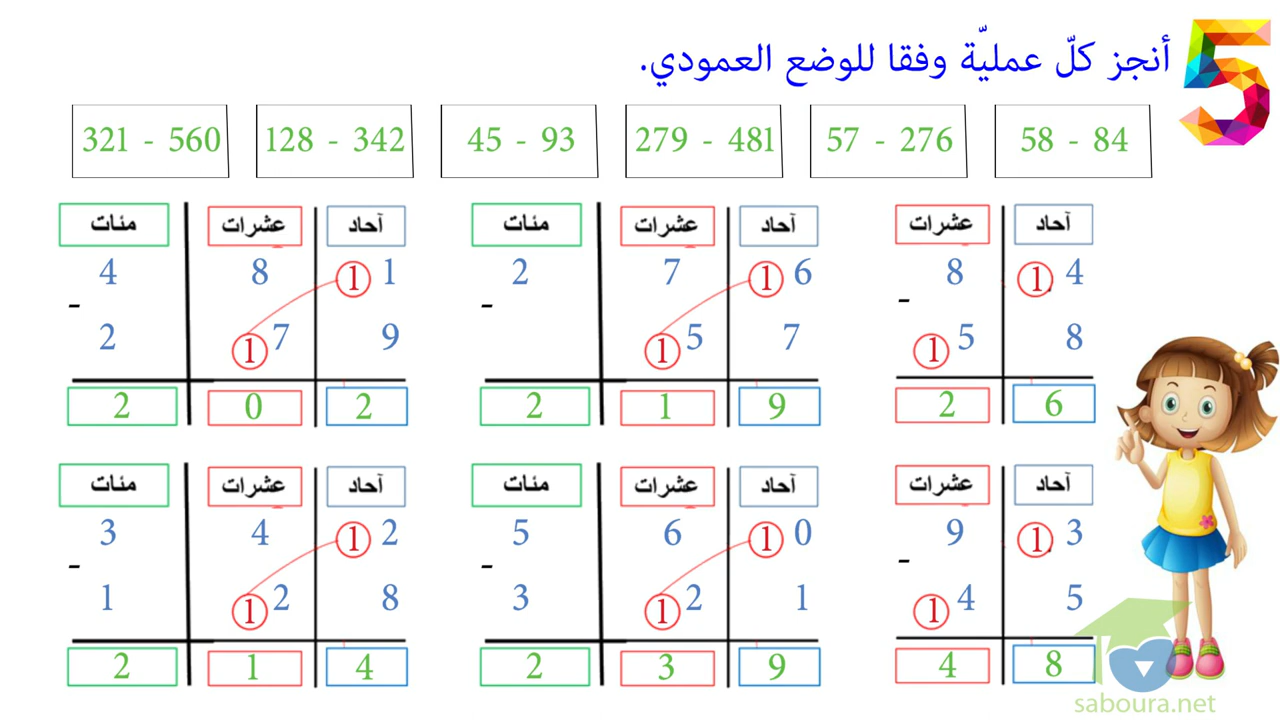 5
أنجز كلّ عمليّة وفقا للوضع العمودي.
58 - 84
57 - 276
279 - 481
45 - 93
128 - 342
321 - 560
عشرات آحاد
8 1 4
-
1 5 8
2 6
مئات عشرات آحاد
2 7 1 6
-
1 5 7
2 1 9
مئات عشرات آحاد
4 8 1 1
-
2 1 7 9
2 0 2
عشرات آحاد
9 1 3
-
1 4 5
4 8
مئات عشرات آحاد
5 6 1 0
-
3 1 2 1
2 3 9
مئات عشرات آحاد
3 4 1 2
-
1 1 2 8
2 1 4
saboura.net